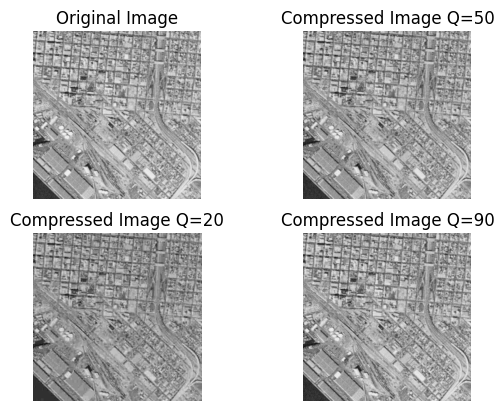 Original Image
Compressed Image Q=50
Compressed Image Q=20
Compressed Image Q=90